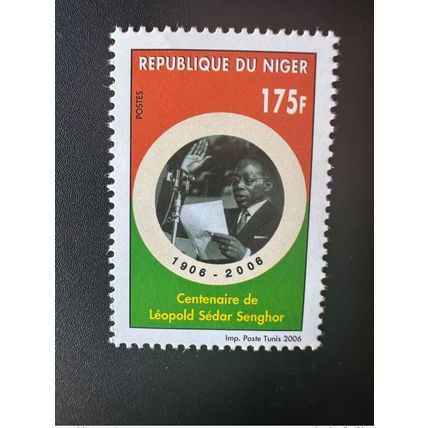 REPUBLIQUE DU NIGER
175F
POSTES
1906 - 2006
Centenaire de
Léopold Sédar Senghor
Imp. Poste Tunis 2006